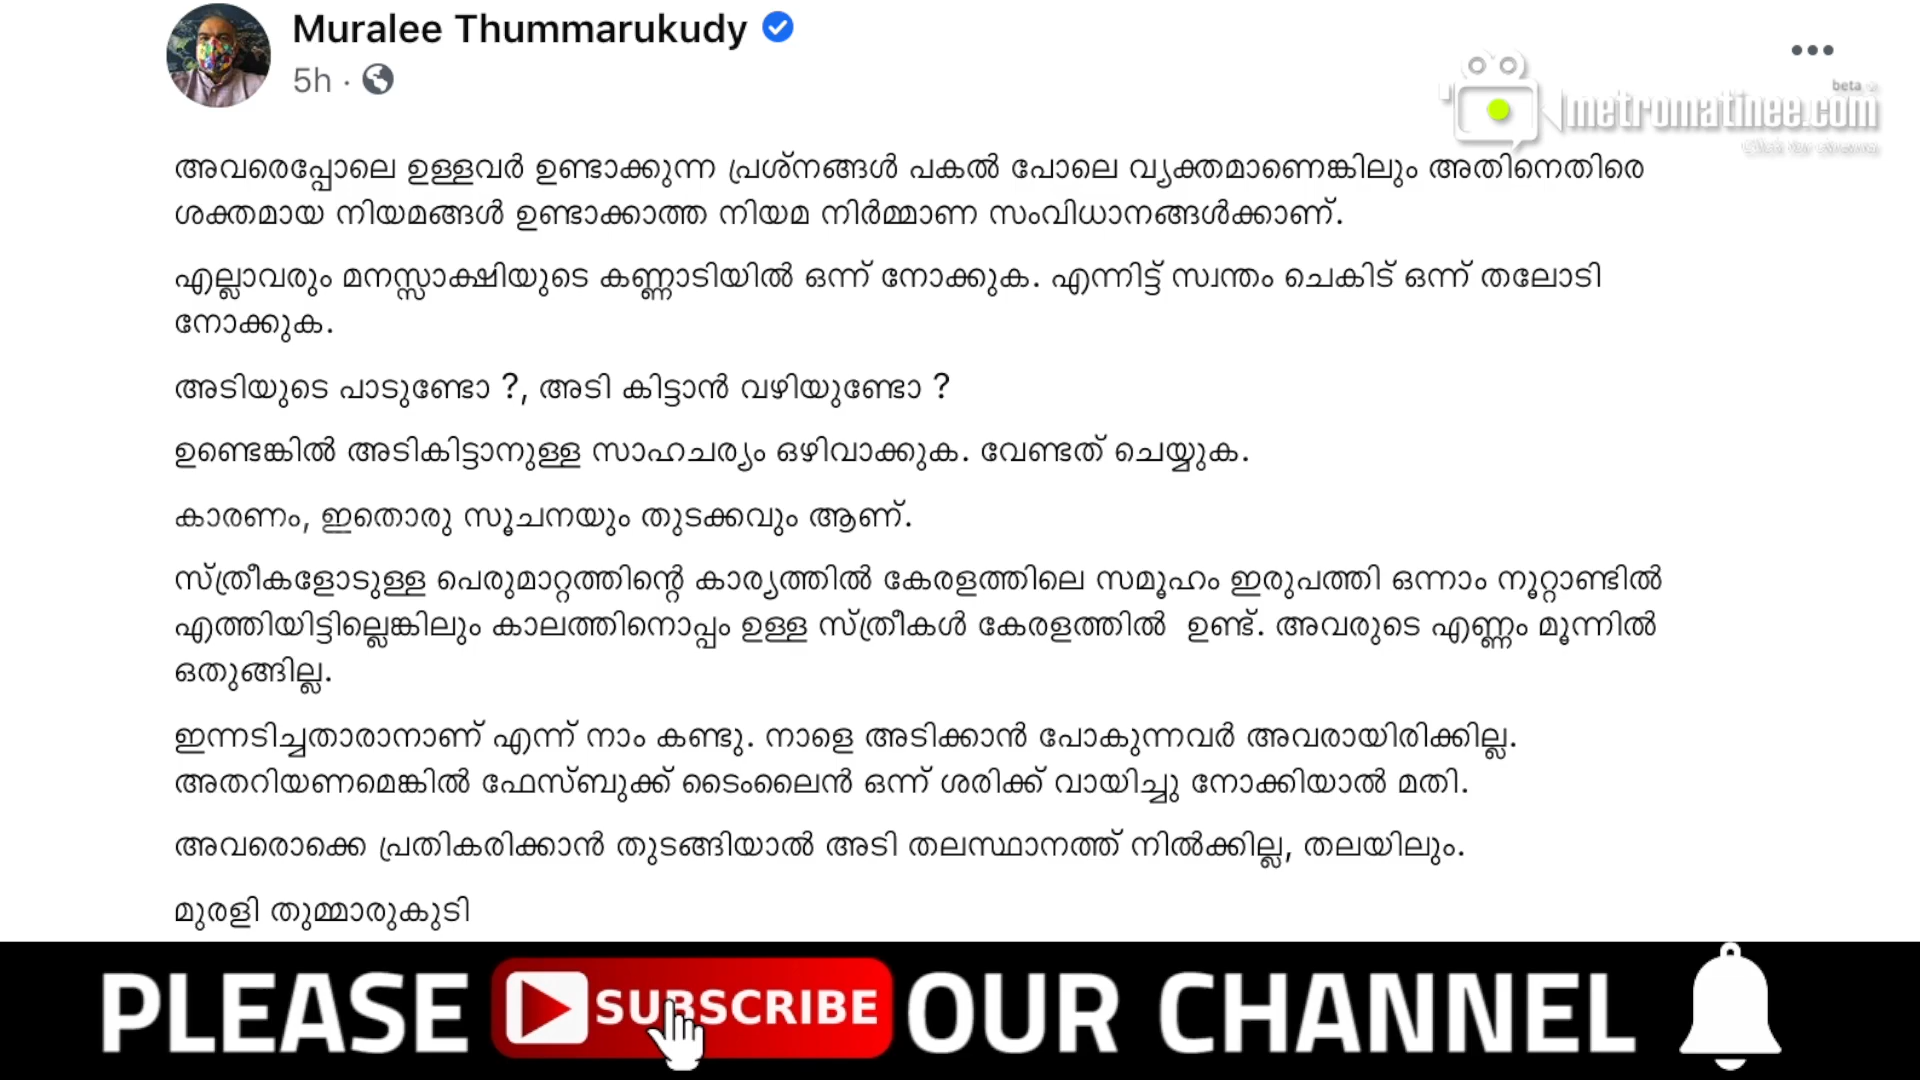 Muralee Thummarukudy
5h ·
beta
metromatinee.com
അവരെപ്പോലെ ഉള്ളവർ ഉണ്ടാക്കുന്ന പ്രശ്നങ്ങൾ പകൽ പോലെ വ്യക്തമാണെങ്കിലും അതിനെതിരെ
ശക്തമായ നിയമങ്ങൾ ഉണ്ടാക്കാത്ത നിയമ നിർമ്മാണ സംവിധാനങ്ങൾക്കാണ്.
എല്ലാവരും മനസ്സാക്ഷിയുടെ കണ്ണാടിയിൽ ഒന്ന് നോക്കുക. എന്നിട്ട് സ്വന്തം ചെകിട് ഒന്ന് തലോടി
നോക്കുക.
അടിയുടെ പാടുണ്ടോ ?, അടി കിട്ടാൻ വഴിയുണ്ടോ ?
ഉണ്ടെങ്കിൽ അടികിട്ടാനുള്ള സാഹചര്യം ഒഴിവാക്കുക. വേണ്ടത് ചെയ്യുക.
കാരണം, ഇതൊരു സൂചനയും തുടക്കവും ആണ്.
സ്ത്രീകളോടുള്ള പെരുമാറ്റത്തിന്റെ കാര്യത്തിൽ കേരളത്തിലെ സമൂഹം ഇരുപത്തി ഒന്നാം നൂറ്റാണ്ടിൽ
എത്തിയിട്ടില്ലെങ്കിലും കാലത്തിനൊപ്പം ഉള്ള സ്ത്രീകൾ കേരളത്തിൽ ഉണ്ട്. അവരുടെ എണ്ണം മൂന്നിൽ
ഒതുങ്ങില്ല.
ഇന്നടിച്ചതാരാനാണ് എന്ന് നാം കണ്ടു. നാളെ അടിക്കാൻ പോകുന്നവർ അവരായിരിക്കില്ല.
അതറിയണമെങ്കിൽ ഫേസ്ബുക്ക് ടൈംലൈൻ ഒന്ന് ശരിക്ക് വായിച്ചു നോക്കിയാൽ മതി.
അവരൊക്കെ പ്രതികരിക്കാൻ തുടങ്ങിയാൽ അടി തലസ്ഥാനത്ത് നിൽക്കില്ല, തലയിലും.
മുരളി തുമ്മാരുകുടി
PLEASE SUBSCRIBE OUR CHANNEL